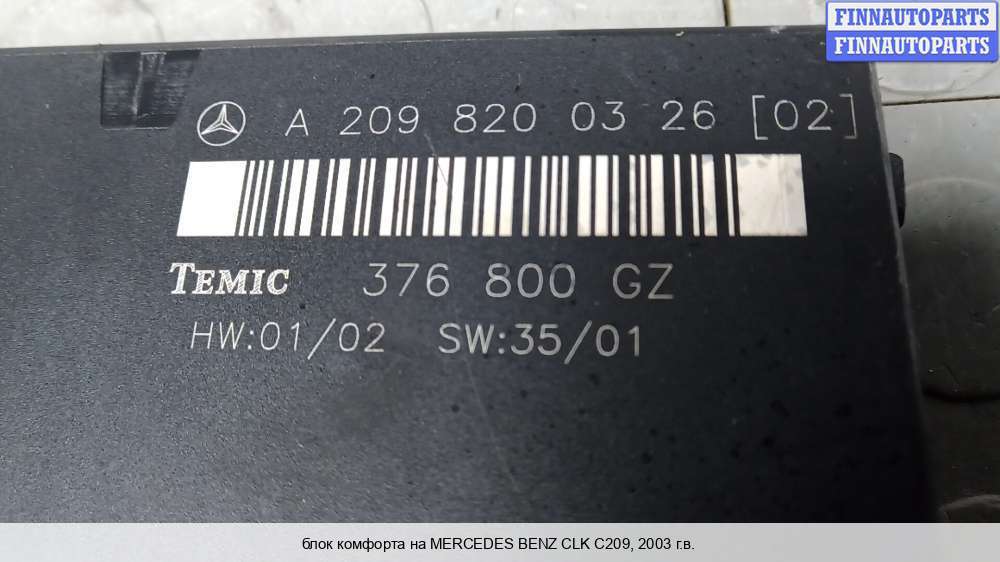 FINNAUTOPARTS
FINNAUTOPARTS
A 209 820 03 26 [02]
TEMIC 376 800 GZ
HW:01/02 SW:35/01
блок комфорта на MERCEDES BENZ CLK C209, 2003 г.в.